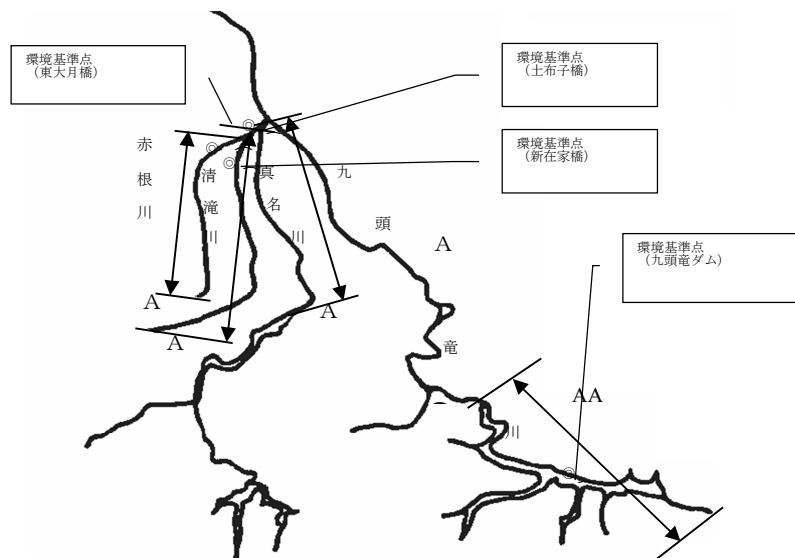 環境基準点
（東大月橋）
環境基準点
（土布子橋）
環境基準点
（新在家橋）
環境基準点
（九頭竜ダム）
赤根川
清滝川
真名川
九頭竜川
A
A
A
A
AA